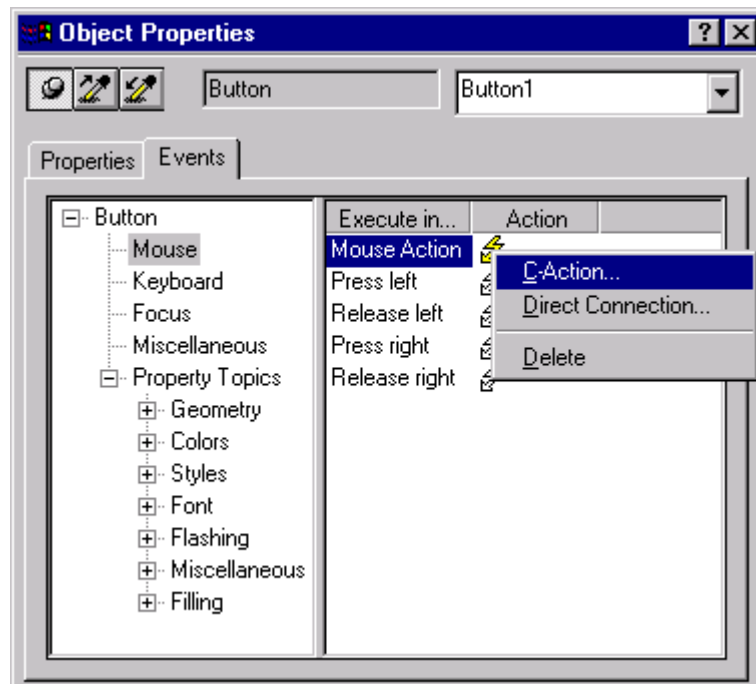 Object Properties
Button Button1
Properties Events
Button Execute in... Action
Mouse Mouse Action
C-Action...
Keyboard Press left
Focus Release left
Direct Connection...
Miscellaneous Press right
Delete
Property Topics Release right
Geometry
Colors
Styles
Font
Flashing
Miscellaneous
Filling